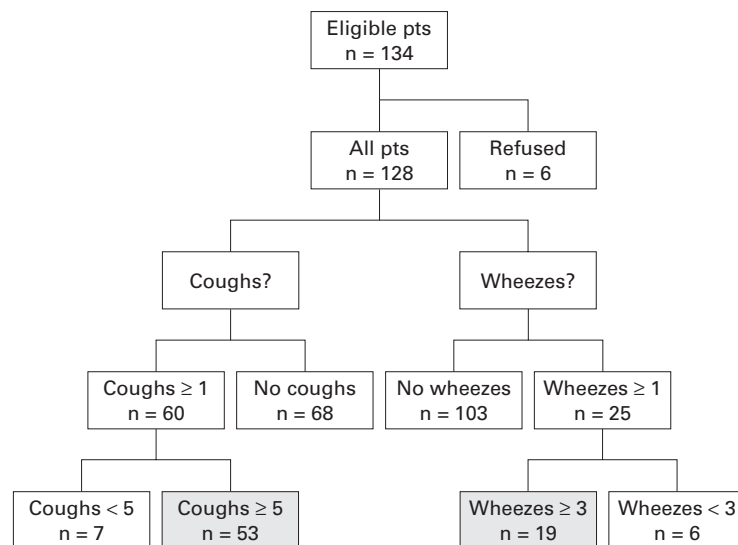 Eligible pts
n = 134
All pts
n = 128
Refused
n = 6
Coughs?
Wheezes?
Coughs ≥ 1
n = 60
No coughs
n = 68
No wheezes
n = 103
Wheezes ≥ 1
n = 25
Coughs < 5
n = 7
Coughs ≥ 5
n = 53
Wheezes ≥ 3
n = 19
Wheezes < 3
n = 6